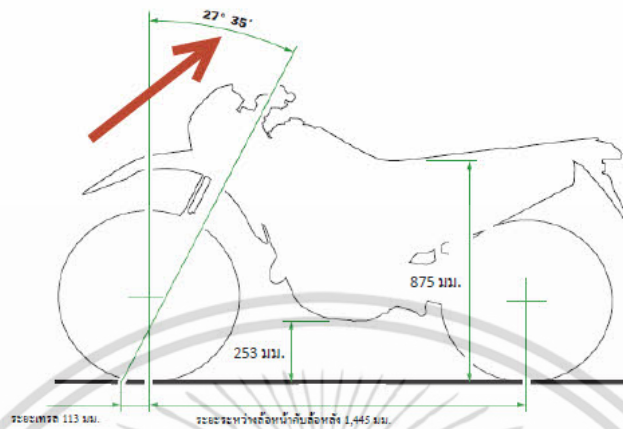 27° 35'
875 มม.
253 มม.
ระยะเทรล 113 มม.
ระยะระหว่างล้อหน้ากับล้อหลัง 1,445 มม.